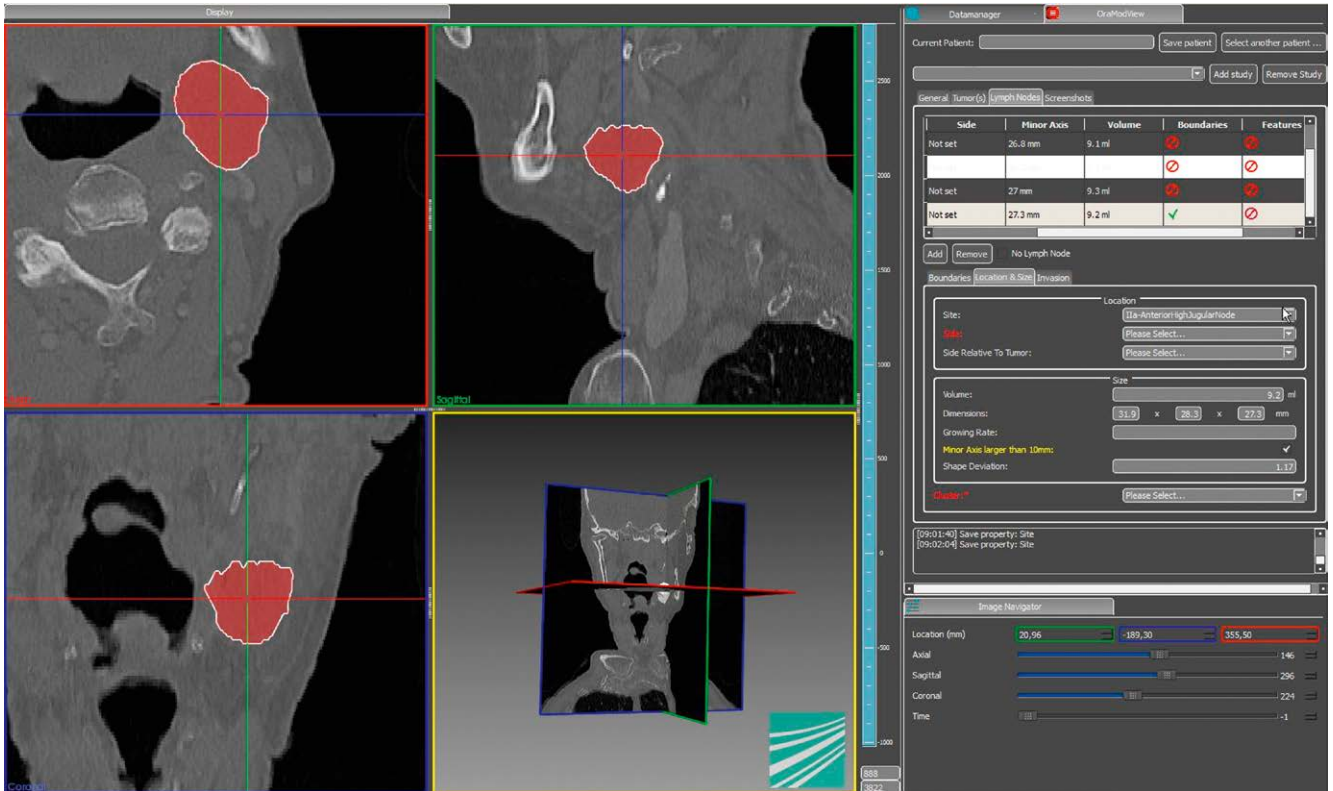 Display
Sagittal
2500
2000
1500
1000
500
0
-500
-1000
888
3822
Datamanager
OraModView
Current Patient:
Save patient
Select another patient ...
Add study
Remove Study
General Tumor(s) Lymph Nodes Screenshots
Side Minor Axis Volume Boundaries Features
Not set 26.8 mm 9.1 ml
Not set 27 mm 9.3 ml
Not set 27.3 mm 9.2 ml
Add Remove No Lymph Node
Boundaries Location & Size Invasion
Location
Site: IIa-AnteriorHighJugularNode
Side: Please Select...
Side Relative To Tumor: Please Select...
Size
Volume: 9.2 ml
Dimensions: 31.9 x 28.3 x 27.3 mm
Growing Rate:
Minor Axis larger than 10mm:
Shape Deviation: 1.17
Cluster:* Please Select...
[09:01:40] Save property: Site
[09:02:04] Save property: Site
Image Navigator
Location (mm) 20,96 -189,30 355,50
Axial 146
Sagittal 296
Coronal 224
Time -1
Coronal